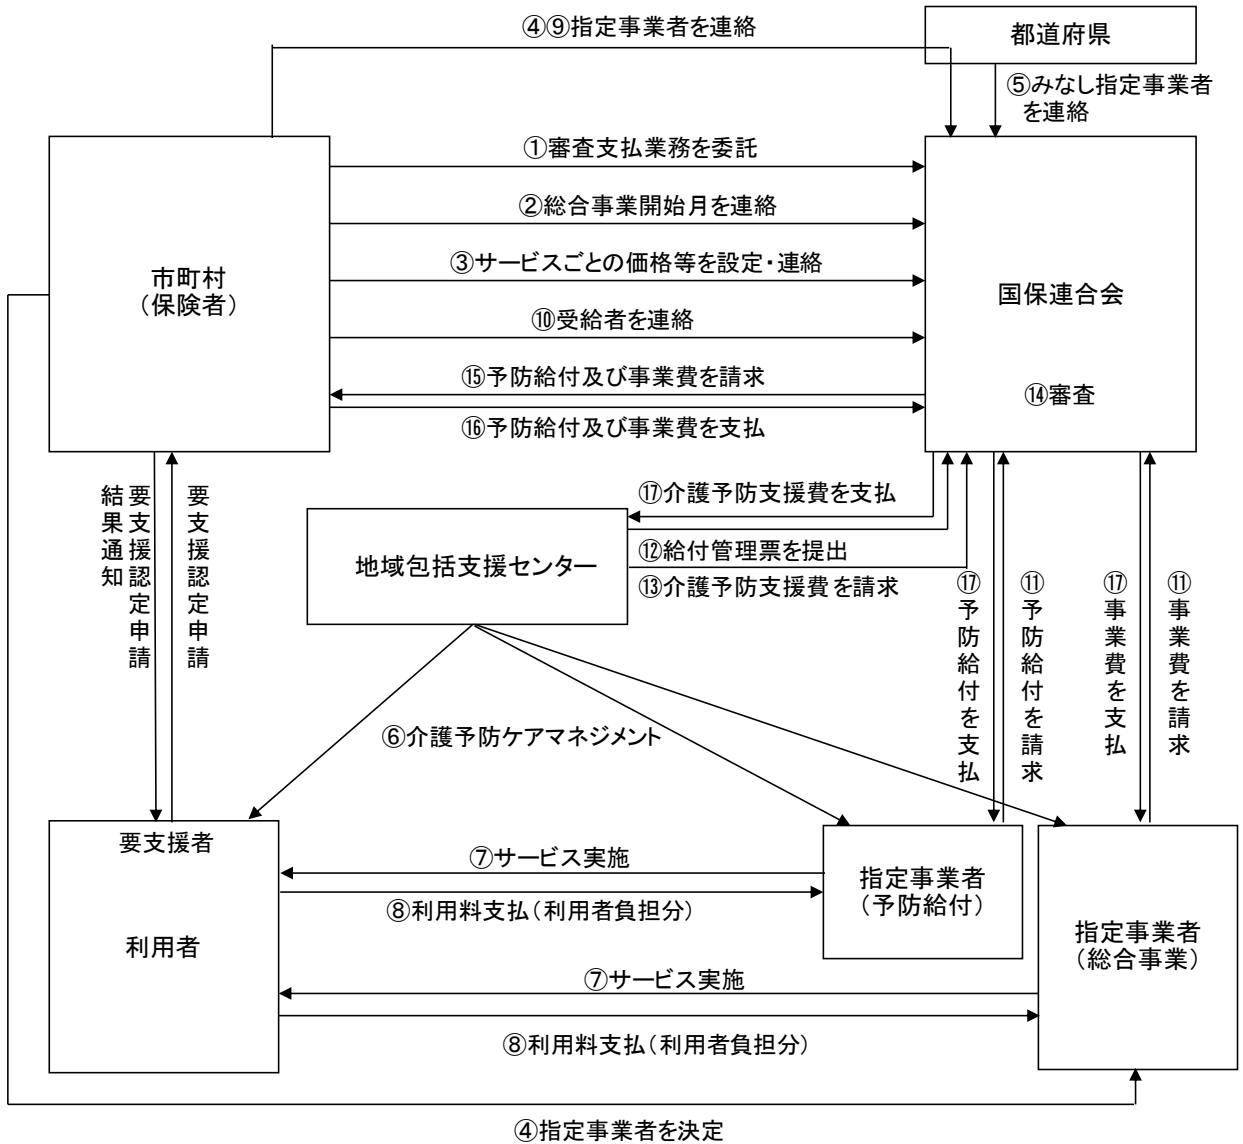 ④⑨指定事業者を連絡
都道府県
⑤みなし指定事業者
を連絡
①審査支払業務を委託
②総合事業開始月を連絡
③サービスごとの価格等を設定・連絡
市町村
（保険者）
国保連合会
⑩受給者を連絡
⑮予防給付及び事業費を請求
⑭審査
⑯予防給付及び事業費を支払
要支援認定申請
結果通知
要支援認定申請
⑰介護予防支援費を支払
地域包括支援センター
⑫給付管理票を提出
⑬介護予防支援費を請求
⑰予防給付を支払
⑪予防給付を請求
⑰事業費を支払
⑪事業費を請求
⑥介護予防ケアマネジメント
要支援者
利用者
⑦サービス実施
⑧利用料支払（利用者負担分）
指定事業者
（予防給付）
指定事業者
（総合事業）
⑦サービス実施
⑧利用料支払（利用者負担分）
④指定事業者を決定